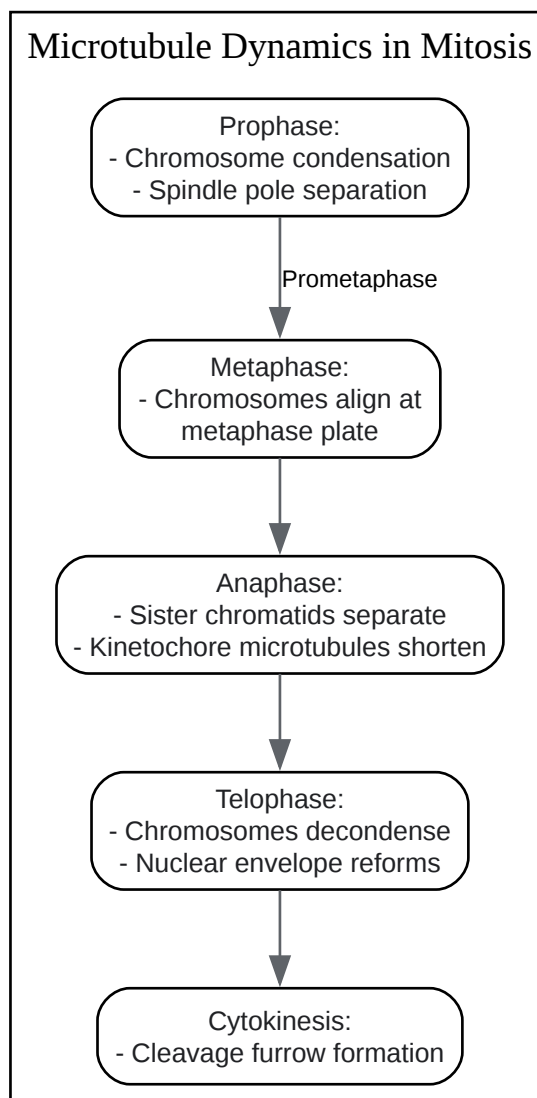 Microtubule Dynamics in Mitosis
Prophase:
- Chromosome condensation
- Spindle pole separation
Prometaphase
Metaphase:
- Chromosomes align at
metaphase plate
Anaphase:
- Sister chromatids separate
- Kinetochore microtubules shorten
Telophase:
- Chromosomes decondense
- Nuclear envelope reforms
Cytokinesis:
- Cleavage furrow formation